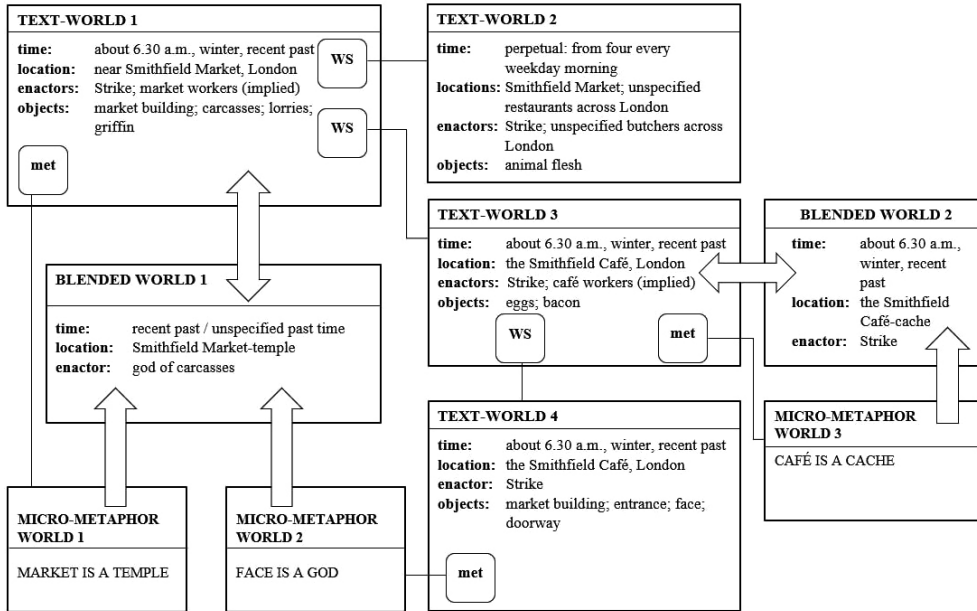 TEXT-WORLD 1
time: about 6.30 a.m., winter, recent past
location: near Smithfield Market, London
enactors: Strike; market workers (implied)
objects: market building; carcasses; lorries;
griffin
WS
WS
met
TEXT-WORLD 2
time: perpetual: from four every
weekday morning
locations: Smithfield Market; unspecified
restaurants across London
enactors: Strike; unspecified butchers across
London
objects: animal flesh
TEXT-WORLD 3
time: about 6.30 a.m., winter, recent past
location: the Smithfield Café, London
enactors: Strike; café workers (implied)
objects: eggs; bacon
WS
met
BLENDED WORLD 2
time: about 6.30 a.m.,
winter, recent
past
location: the Smithfield
Café-cache
enactor: Strike
BLENDED WORLD 1
time: recent past / unspecified past time
location: Smithfield Market-temple
enactor: god of carcasses
TEXT-WORLD 4
time: about 6.30 a.m., winter, recent past
location: the Smithfield Café, London
enactor: Strike
objects: market building; entrance; face;
doorway
met
MICRO-METAPHOR
WORLD 3
CAFÉ IS A CACHE
MICRO-METAPHOR
WORLD 1
MARKET IS A TEMPLE
MICRO-METAPHOR
WORLD 2
FACE IS A GOD